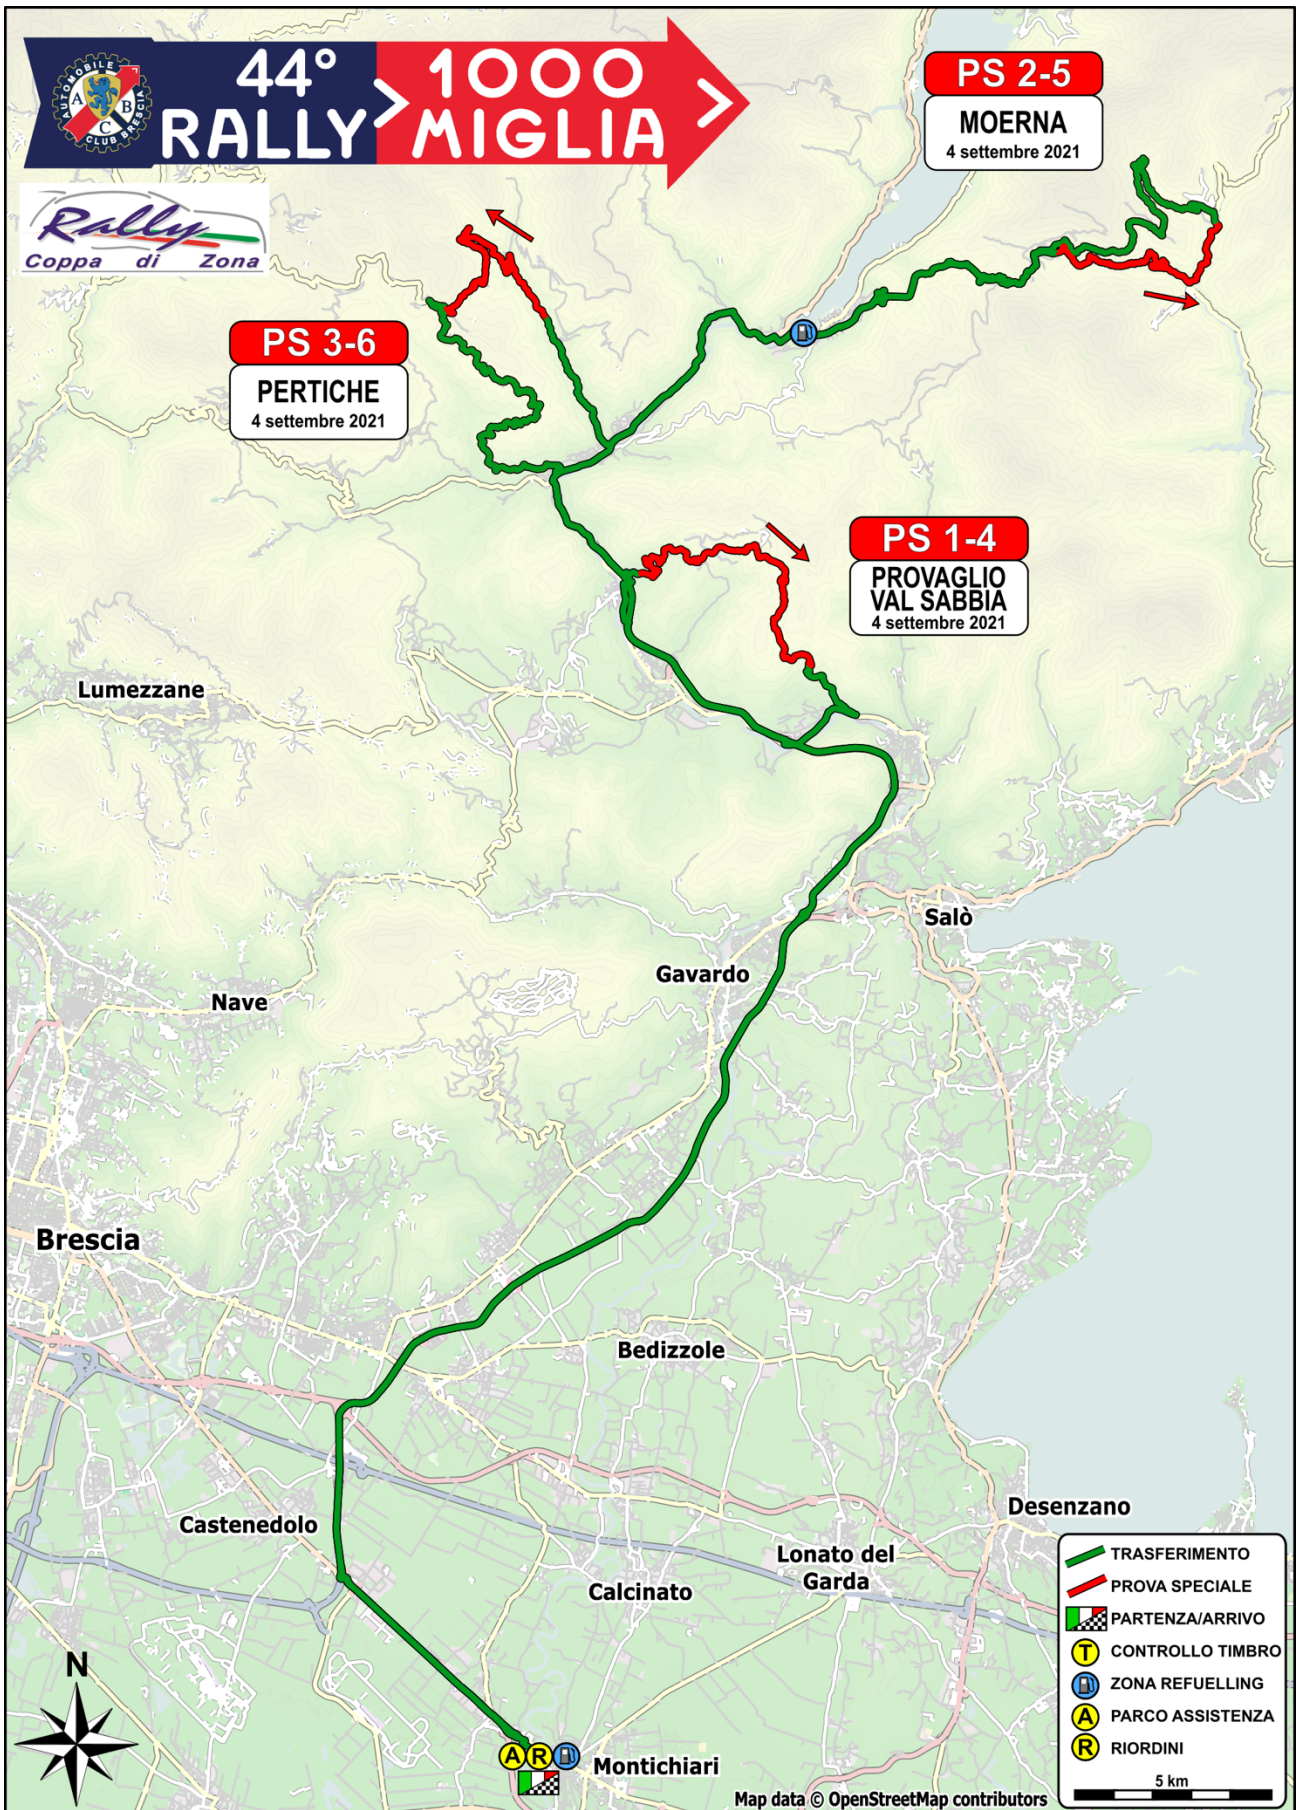 44° 1000
RALLY MIGLIA
AUTOMOBILE
A B
C
CLUB BRESCIA
Rally
Coppa di Zona
PS 2-5
MOERNA
4 settembre 2021
PS 3-6
PERTICHE
4 settembre 2021
PS 1-4
PROVAGLIO
VAL SABBIA
4 settembre 2021
Lumezzane
Salò
Gavardo
Nave
Brescia
Bedizzole
Desenzano
Castenedolo
Lonato del
Garda
Calcinato
N
A R
Montichiari
TRASFERIMENTO
PROVA SPECIALE
PARTENZA/ARRIVO
T CONTROLLO TIMBRO
ZONA REFUELLING
A PARCO ASSISTENZA
R RIORDINI
5 km
Map data © OpenStreetMap contributors